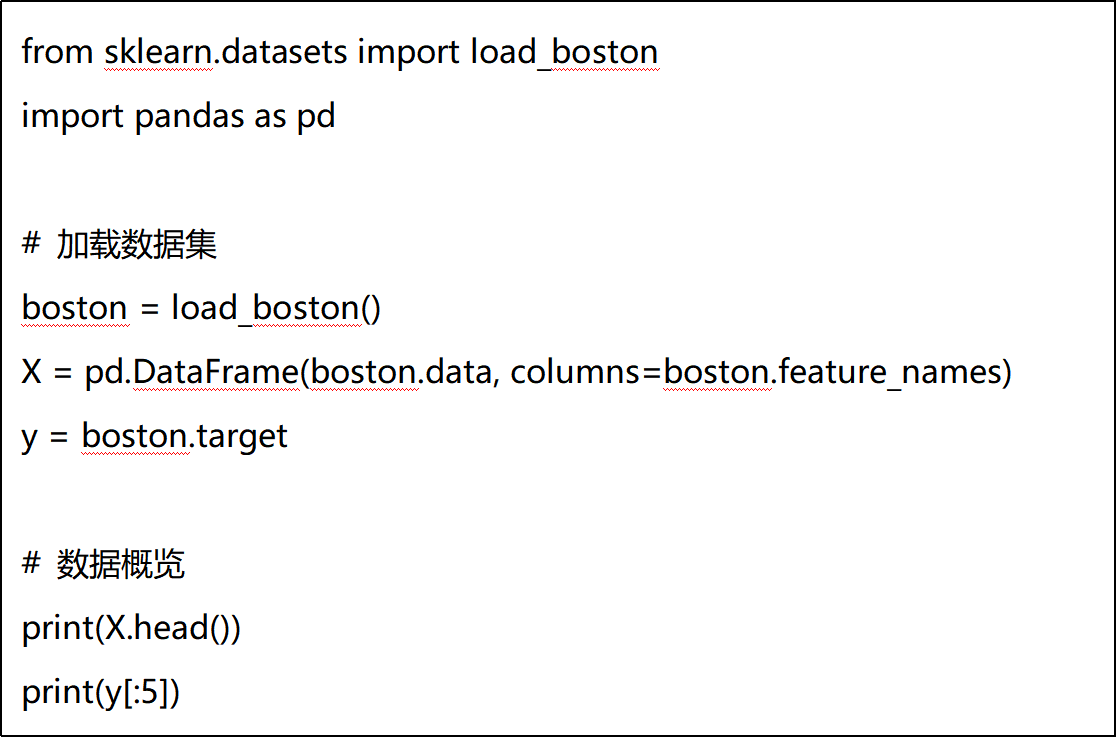 from sklearn.datasets import load_boston
import pandas as pd
# 加载数据集
boston = load_boston()
X = pd.DataFrame(boston.data, columns=boston.feature_names)
y = boston.target
# 数据概览
print(X.head())
print(y[:5])